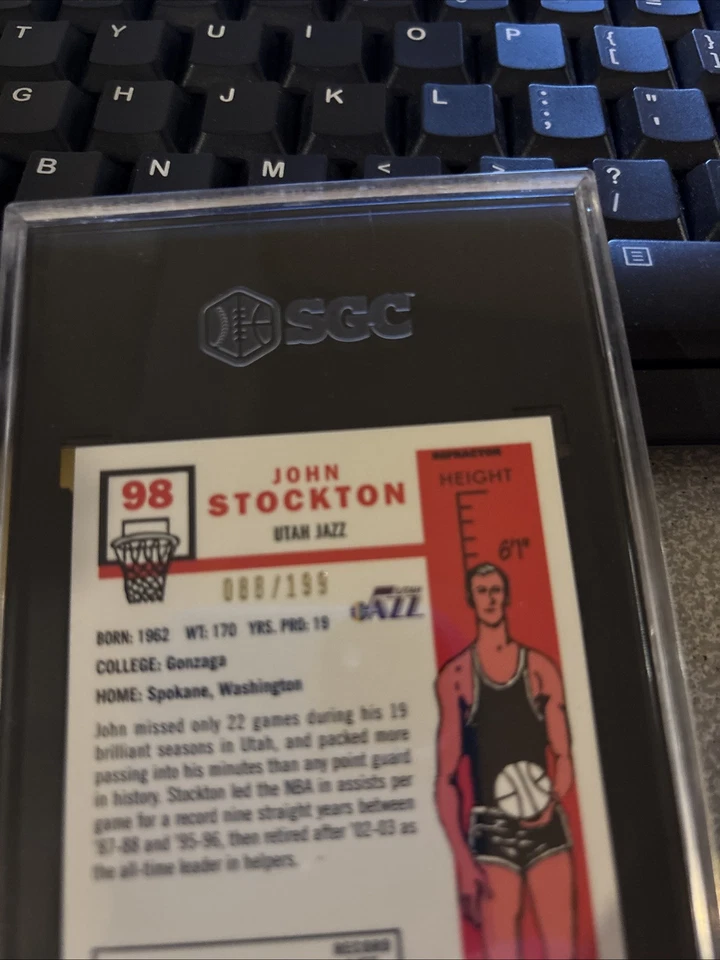 T Y U I O P [ ]
G H J K L : ; " '
B N M < > ? /
SGC
98
JOHN
STOCKTON
UTAH JAZZ
088/199
UTAH
JAZZ
BORN: 1962 WT: 170 YRS. PRO: 19
COLLEGE: Gonzaga
HOME: Spokane, Washington
John missed only 22 games during his 19
brilliant seasons in Utah, and packed more
passing into his minutes than any point guard
in history. Stockton led the NBA in assists per
game for a record nine straight years between
'87-88 and '95-96, then retired after '02-03 as
the all-time leader in helpers.
REFRACTOR
HEIGHT
6'1"
RECORD